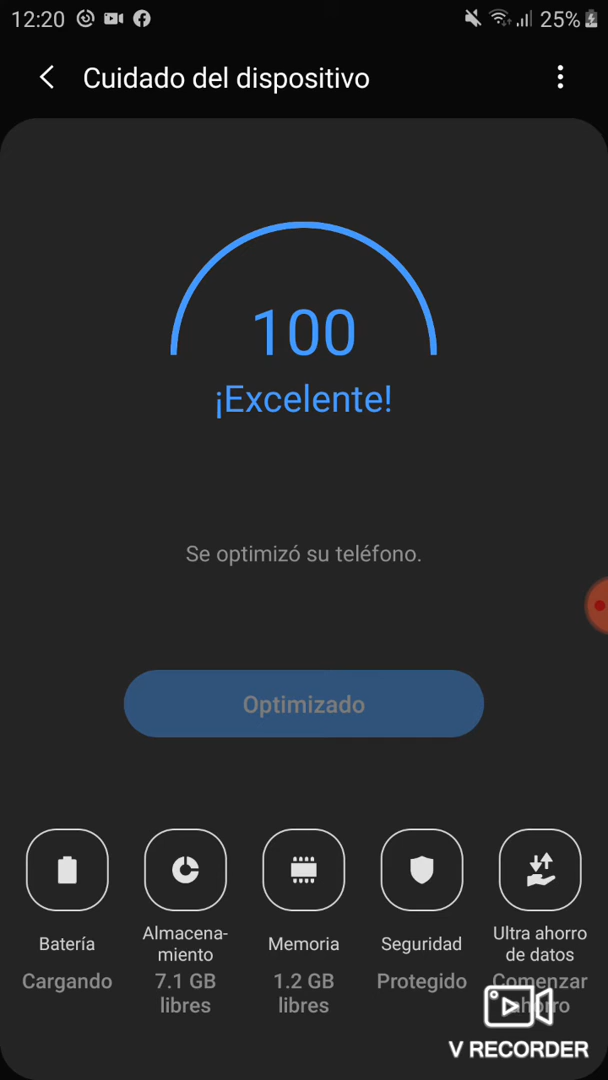 12:20
25%
Cuidado del dispositivo
100
¡Excelente!
Se optimizó su teléfono.
Optimizado
Batería
Cargando
Almacena-
miento
7.1 GB
libres
Memoria
1.2 GB
libres
Seguridad
Protegido
Ultra ahorro
de datos
Comenzar
ahorro
V RECORDER